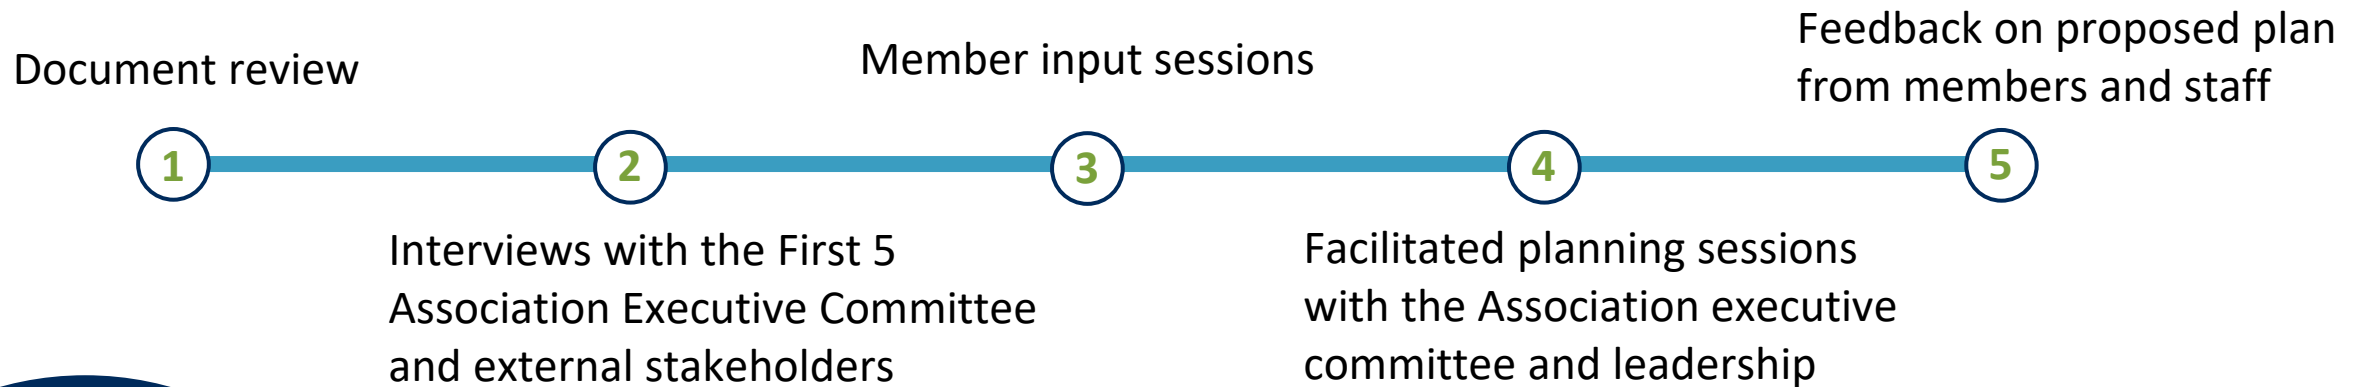 Document review
1
Interviews with the First 5
Association Executive Committee
and external stakeholders
2
Member input sessions
3
Facilitated planning sessions
with the Association executive
committee and leadership
4
Feedback on proposed plan
from members and staff
5